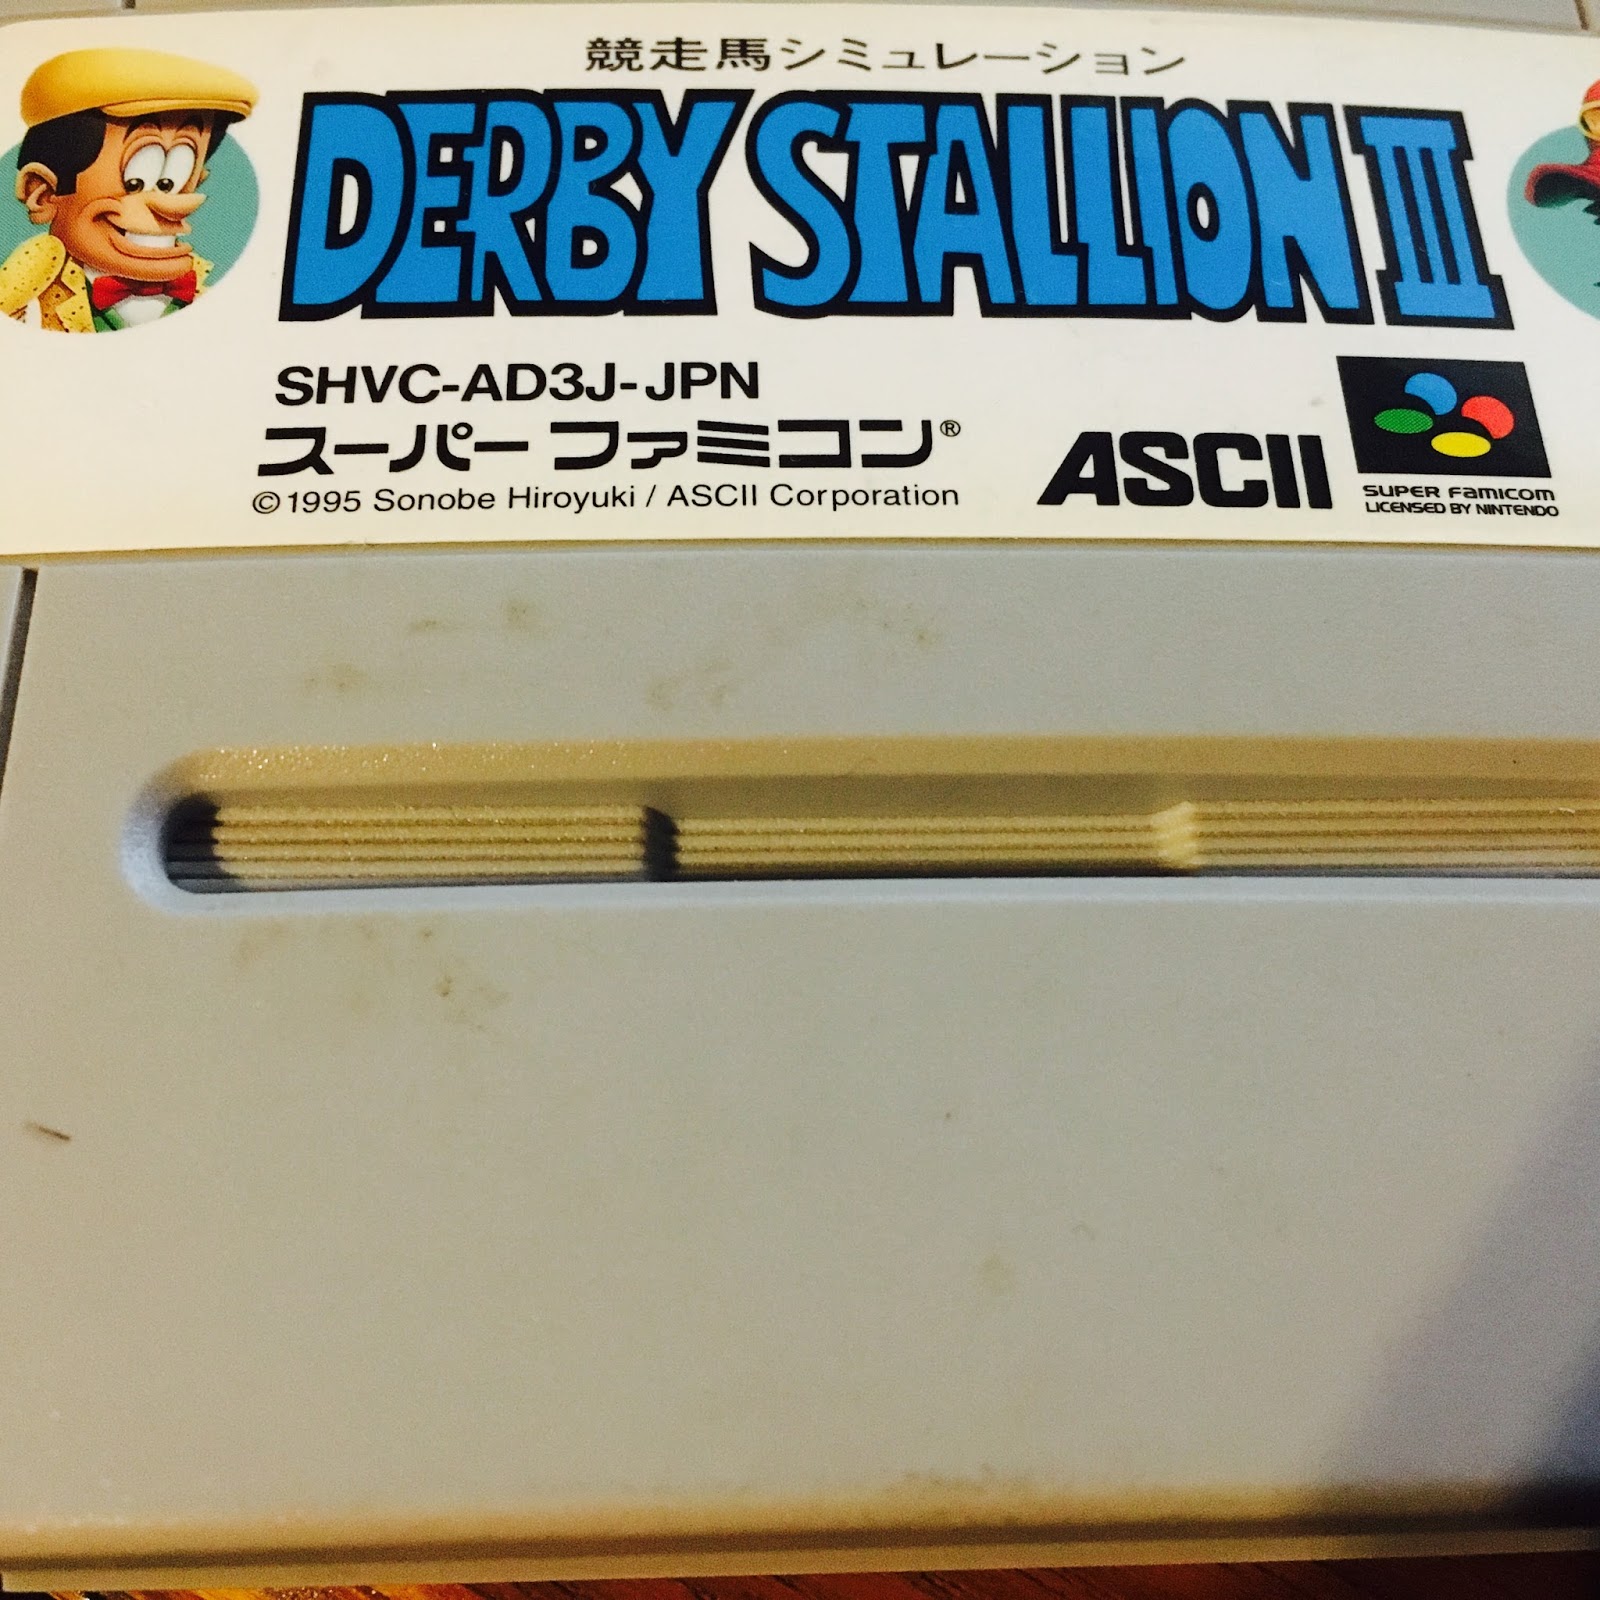 競走馬シミュレーション
DERBY STALLION III
SHVC-AD3J-JPN
スーパーファミコン®
©1995 Sonobe Hiroyuki / ASCII Corporation
ASCII
SUPER FAMICOM
LICENSED BY NINTENDO